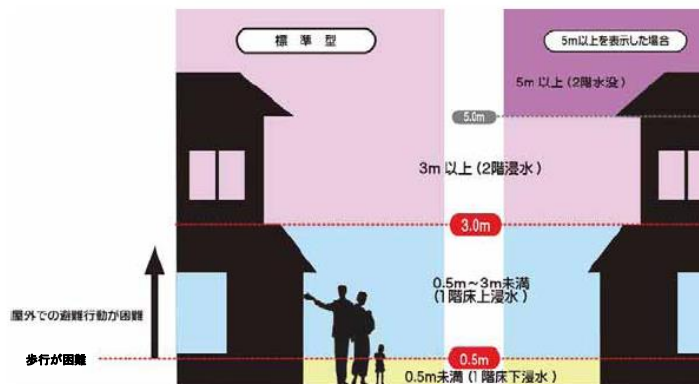 標準型
5m以上を表示した場合
5m 以上 (2階水没)
5.0m
3m 以上 (2階浸水)
3.0m
0.5m～3m未満
(1階床上浸水)
屋外での避難行動が困難
歩行が困難
0.5m
0.5m未満 (1階床下浸水)